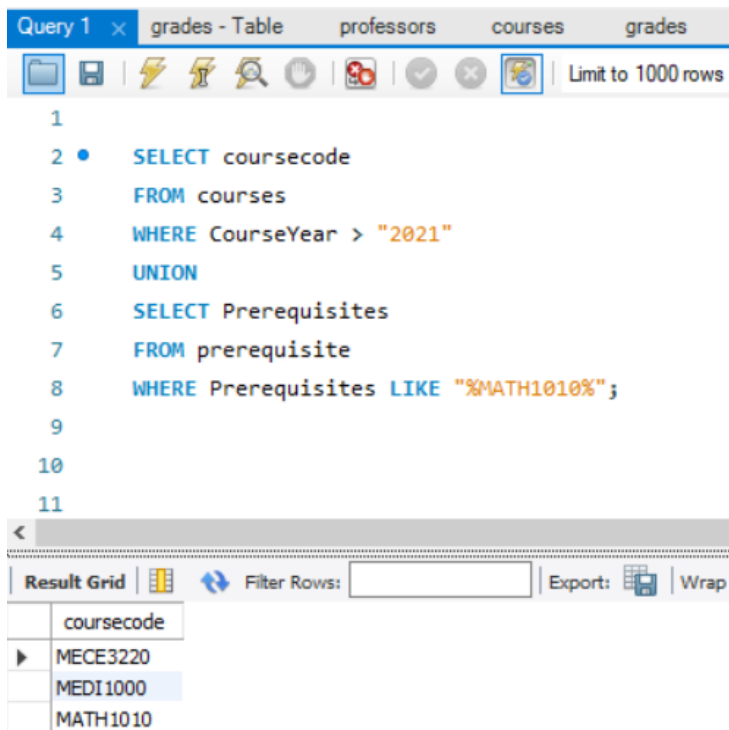 Query 1 × grades - Table professors courses grades
Limit to 1000 rows
1
2 SELECT coursecode
3 FROM courses
4 WHERE CourseYear > "2021"
5 UNION
6 SELECT Prerequisites
7 FROM prerequisite
8 WHERE Prerequisites LIKE "%MATH1010%";
9
10
11
Result Grid Filter Rows: Export: Wrap
coursecode
MECE3220
MEDI1000
MATH1010